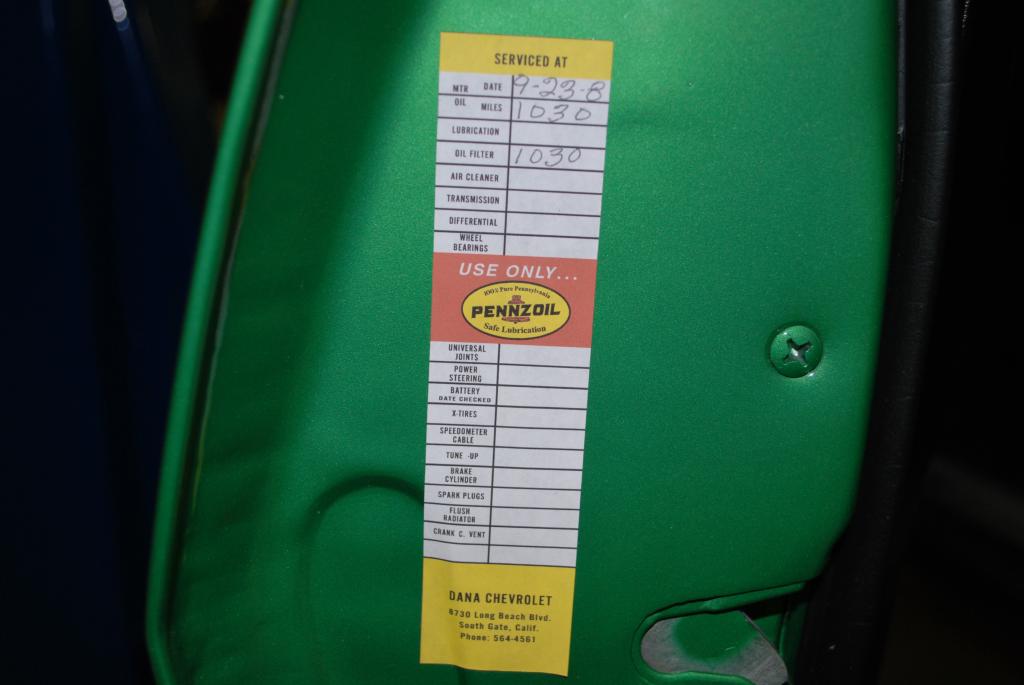 SERVICED AT
MTR OIL DATE 9-23-8
MILES 1030
LUBRICATION
OIL FILTER 1030
AIR CLEANER
TRANSMISSION
DIFFERENTIAL
WHEEL
BEARINGS
USE ONLY...
100% Pure Pennsylvania
PENNZOIL
Safe Lubrication
UNIVERSAL
JOINTS
POWER
STEERING
BATTERY
DATE CHECKED
X-TIRES
SPEEDOMETER
CABLE
TUNE -UP
BRAKE
CYLINDER
SPARK PLUGS
FLUSH
RADIATOR
CRANK C. VENT
DANA CHEVROLET
8730 Long Beach Blvd.
South Gate, Calif.
Phone: 564-4561